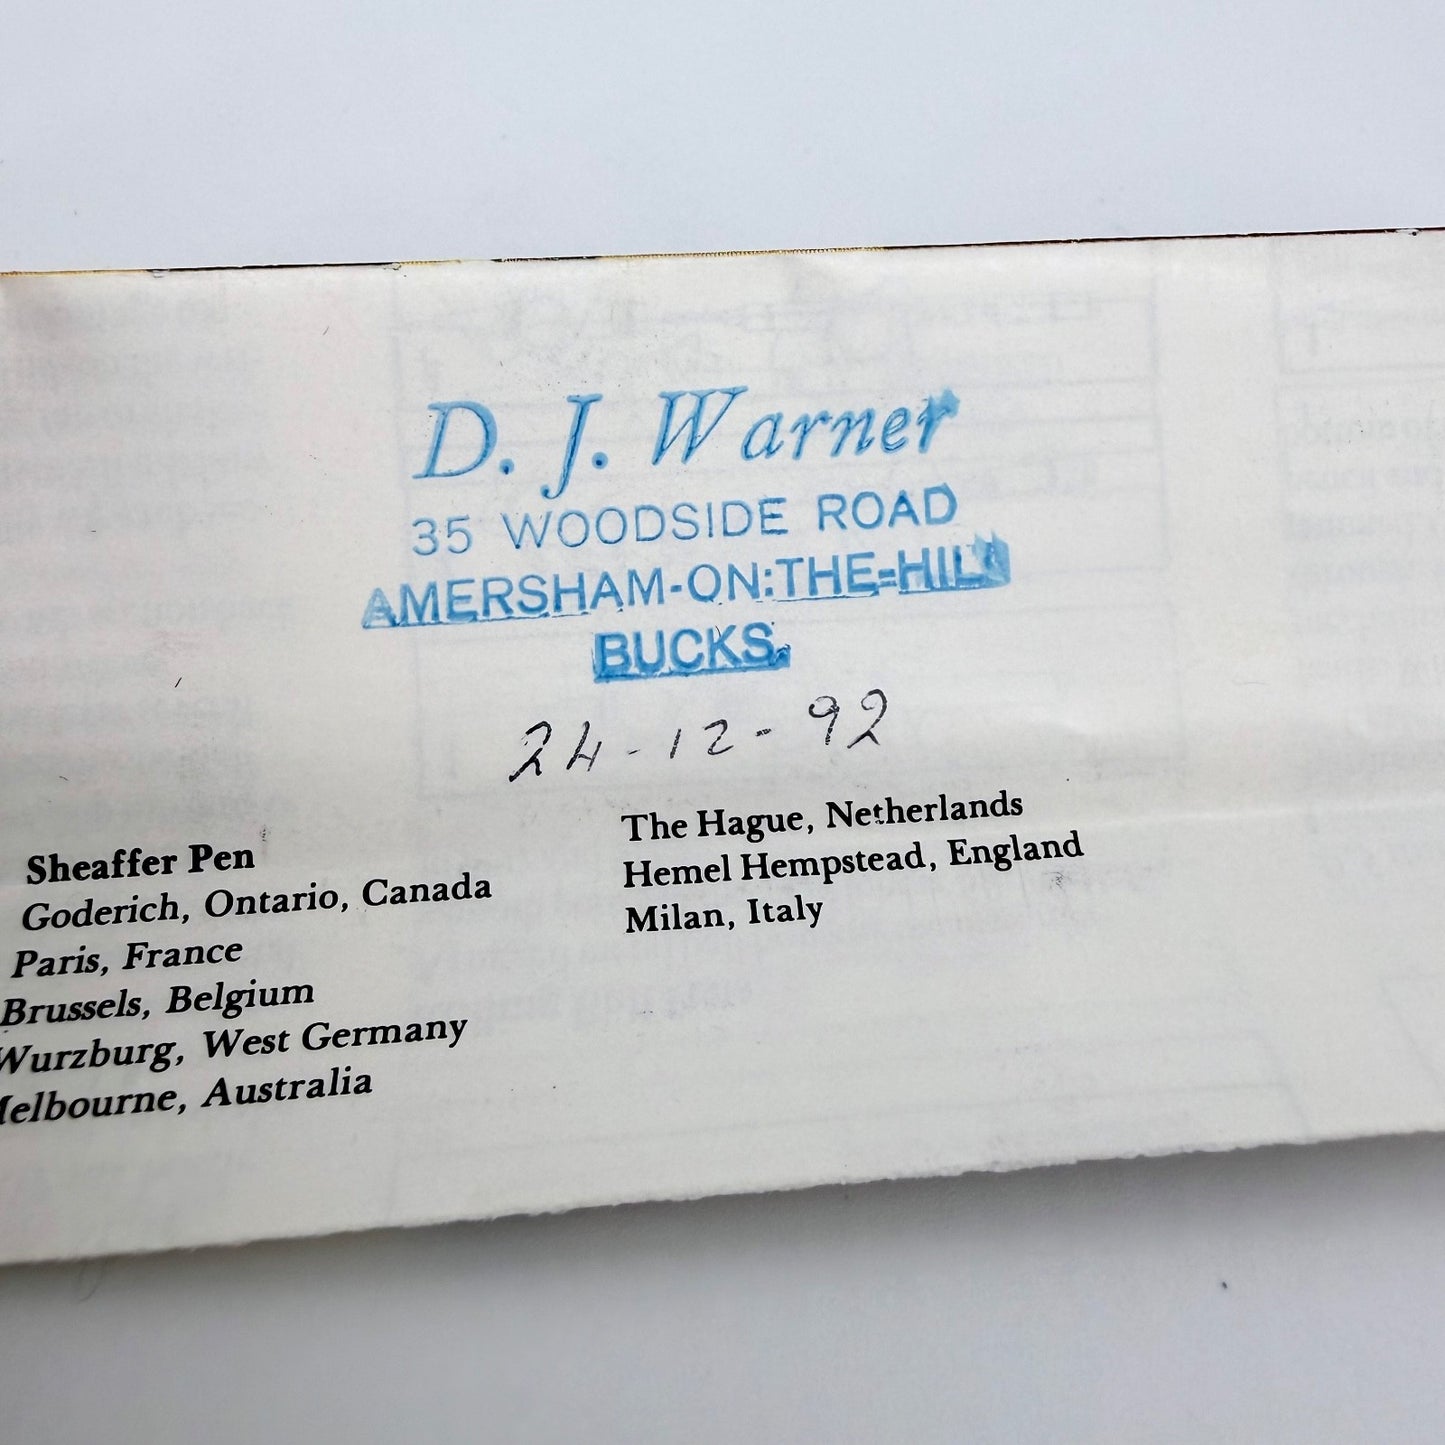 D. J. Warner
35 WOODSIDE ROAD
AMERSHAM-ON:THE=HILL
BUCKS.
24-12-92
Sheaffer Pen
Goderich, Ontario, Canada
Paris, France
Brussels, Belgium
Wurzburg, West Germany
Melbourne, Australia
The Hague, Netherlands
Hemel Hempstead, England
Milan, Italy